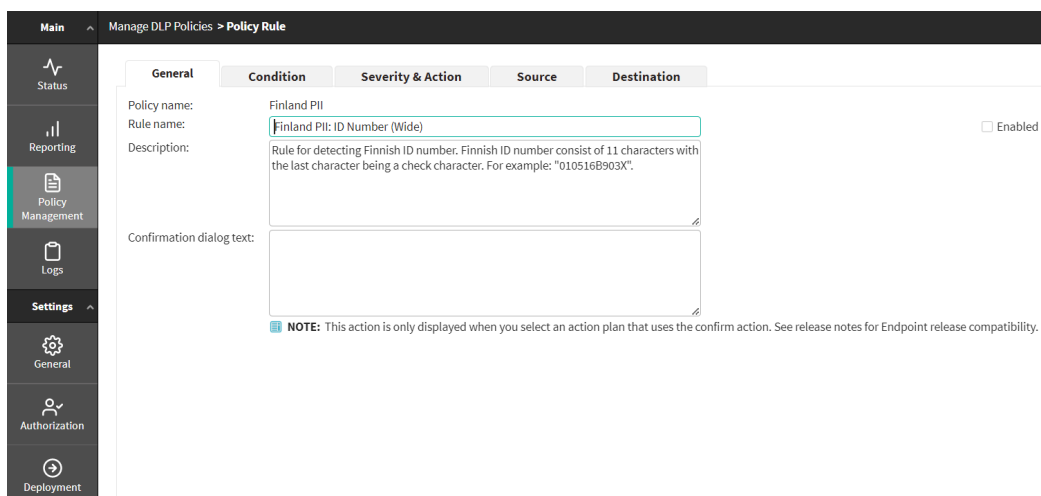 Main
Manage DLP Policies > Policy Rule
Status
Reporting
Policy
Management
Logs
Settings
General
Authorization
Deployment
General
Condition
Severity & Action
Source
Destination
Policy name:
Finland PII
Rule name:
Finland PII: ID Number (Wide)
Enabled
Description:
Rule for detecting Finnish ID number. Finnish ID number consist of 11 characters with
the last character being a check character. For example: "010516B903X".
Confirmation dialog text:
NOTE: This action is only displayed when you select an action plan that uses the confirm action. See release notes for Endpoint release compatibility.